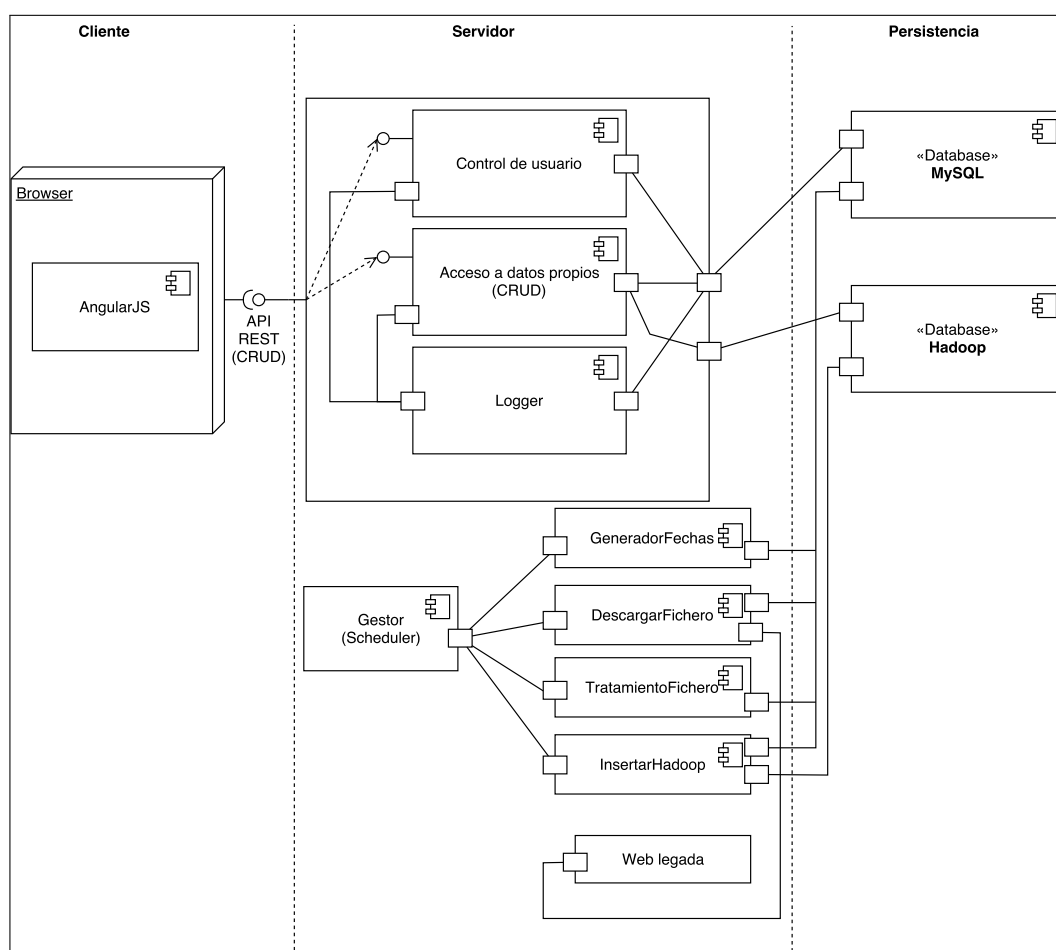 Cliente
Servidor
Persistencia
Browser
AngularJS
API
REST
(CRUD)
Control de usuario
Acceso a datos propios
(CRUD)
Logger
«Database»
MySQL
«Database»
Hadoop
Gestor
(Scheduler)
GeneradorFechas
DescargarFichero
TratamientoFichero
InsertarHadoop
Web legada